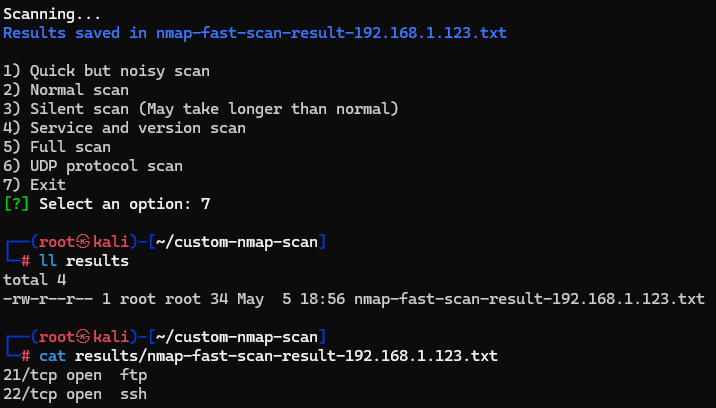 Scanning...
Results saved in nmap-fast-scan-result-192.168.1.123.txt
1) Quick but noisy scan
2) Normal scan
3) Silent scan (May take longer than normal)
4) Service and version scan
5) Full scan
6) UDP protocol scan
7) Exit
[?] Select an option: 7
┌──(root㉿kali)-[~/custom-nmap-scan]
└─# ll results
total 4
-rw-r--r-- 1 root root 34 May  5 18:56 nmap-fast-scan-result-192.168.1.123.txt
┌──(root㉿kali)-[~/custom-nmap-scan]
└─# cat results/nmap-fast-scan-result-192.168.1.123.txt
21/tcp open  ftp
22/tcp open  ssh